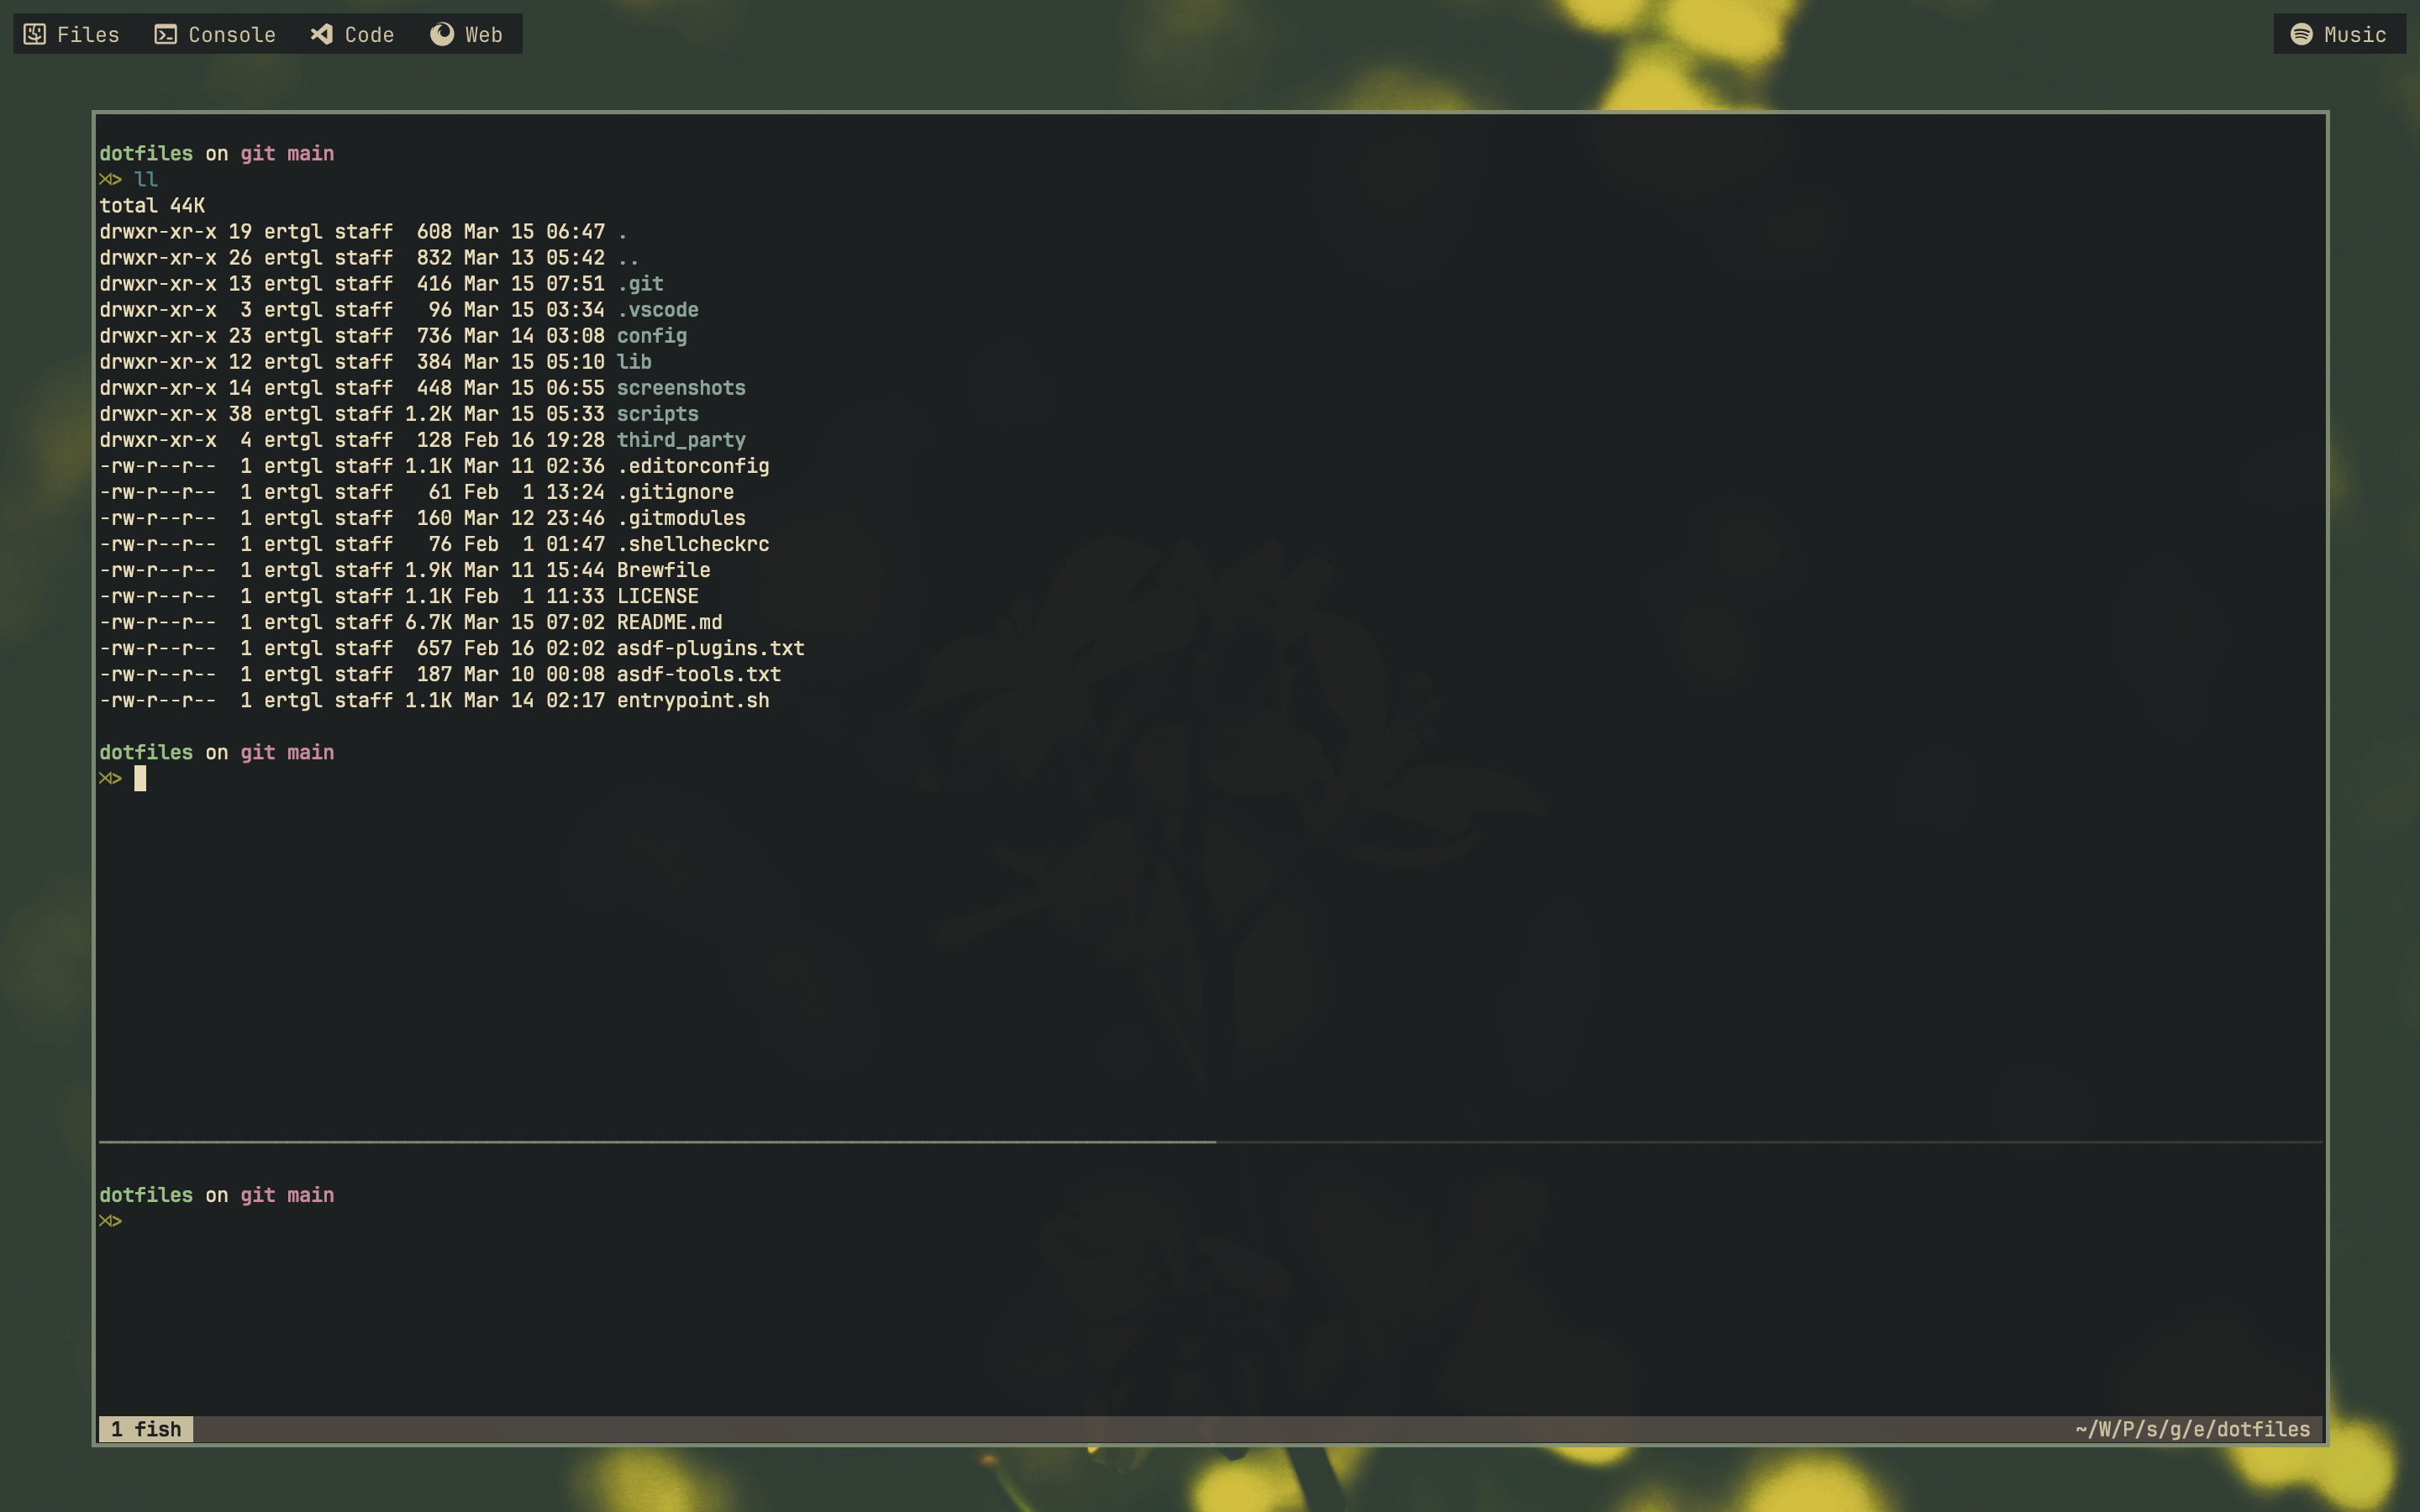 Files Console Code Web Music
dotfiles on git main
⋊> ll
total 44K
drwxr-xr-x 19 ertgl staff  608 Mar 15 06:47 .
drwxr-xr-x 26 ertgl staff  832 Mar 13 05:42 ..
drwxr-xr-x 13 ertgl staff  416 Mar 15 07:51 .git
drwxr-xr-x  3 ertgl staff   96 Mar 15 03:34 .vscode
drwxr-xr-x 23 ertgl staff  736 Mar 14 03:08 config
drwxr-xr-x 12 ertgl staff  384 Mar 15 05:10 lib
drwxr-xr-x 14 ertgl staff  448 Mar 15 06:55 screenshots
drwxr-xr-x 38 ertgl staff 1.2K Mar 15 05:33 scripts
drwxr-xr-x  4 ertgl staff  128 Feb 16 19:28 third_party
-rw-r--r--  1 ertgl staff 1.1K Mar 11 02:36 .editorconfig
-rw-r--r--  1 ertgl staff   61 Feb  1 13:24 .gitignore
-rw-r--r--  1 ertgl staff  160 Mar 12 23:46 .gitmodules
-rw-r--r--  1 ertgl staff   76 Feb  1 01:47 .shellcheckrc
-rw-r--r--  1 ertgl staff 1.9K Mar 11 15:44 Brewfile
-rw-r--r--  1 ertgl staff 1.1K Feb  1 11:33 LICENSE
-rw-r--r--  1 ertgl staff 6.7K Mar 15 07:02 README.md
-rw-r--r--  1 ertgl staff  657 Feb 16 02:02 asdf-plugins.txt
-rw-r--r--  1 ertgl staff  187 Mar 10 00:08 asdf-tools.txt
-rw-r--r--  1 ertgl staff 1.1K Mar 14 02:17 entrypoint.sh
dotfiles on git main
⋊>
dotfiles on git main
⋊>
1 fish ~/W/P/s/g/e/dotfiles